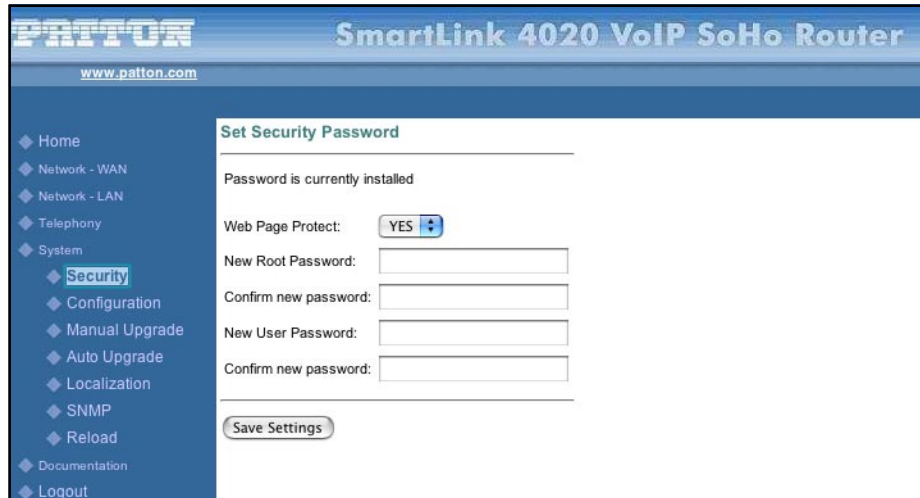 PATTON
SmartLink 4020 VoIP SoHo Router
www.patton.com
Home
Network - WAN
Network - LAN
Telephony
System
Security
Configuration
Manual Upgrade
Auto Upgrade
Localization
SNMP
Reload
Documentation
Logout
Set Security Password
Password is currently installed
Web Page Protect: YES
New Root Password:
Confirm new password:
New User Password:
Confirm new password:
Save Settings